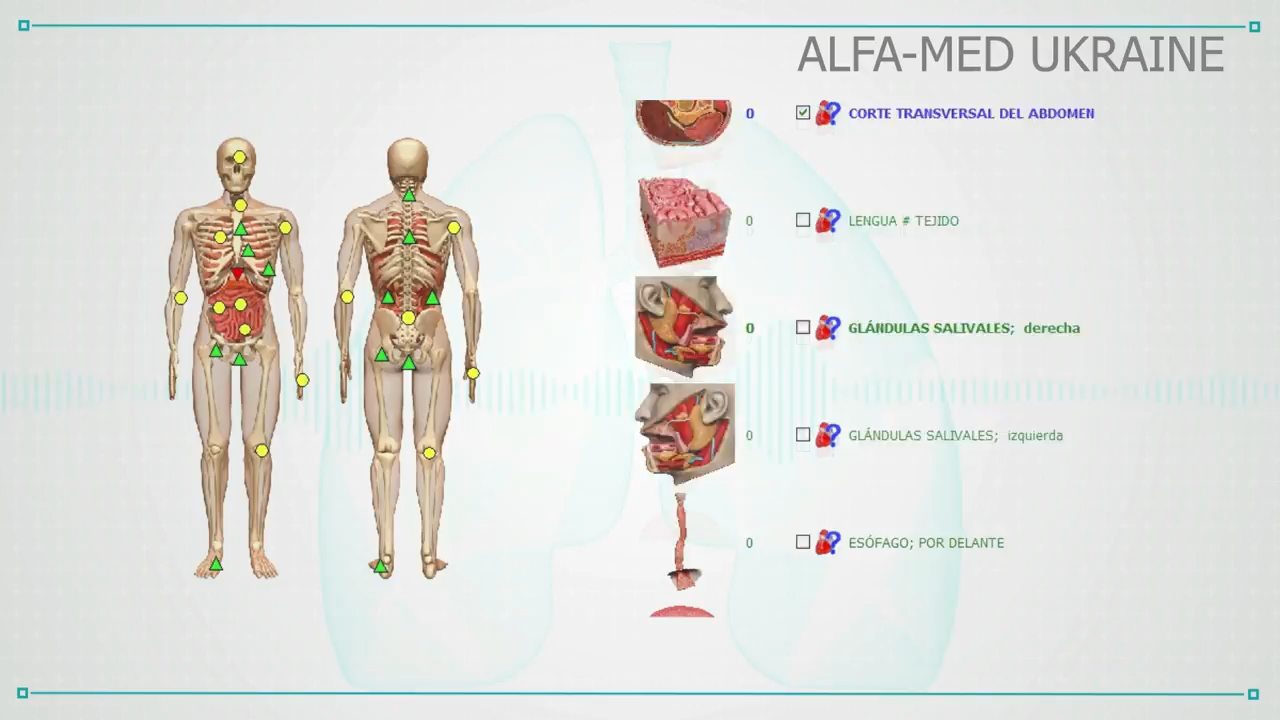 ALFA-MED UKRAINE
0 CORTE TRANSVERSAL DEL ABDOMEN
0 LENGUA # TEJIDO
0 GLÁNDULAS SALIVALES; derecha
0 GLÁNDULAS SALIVALES; izquierda
0 ESÓFAGO; POR DELANTE